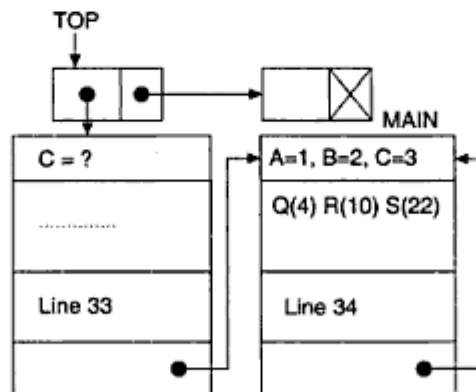 TOP
MAIN
C = ?
A=1, B=2, C=3
..............
Q(4) R(10) S(22)
Line 33
Line 34